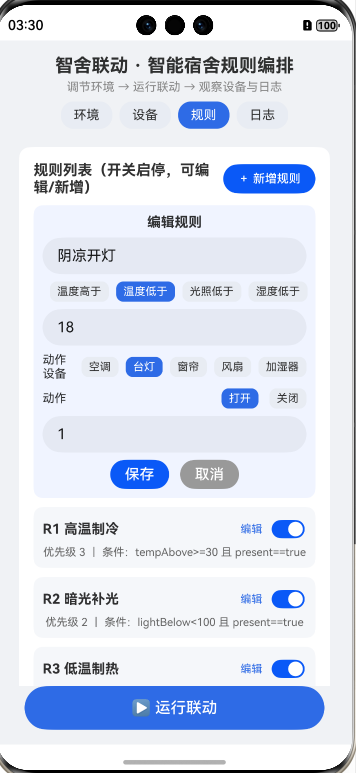 03:30 100
智舍联动 · 智能宿舍规则编排
调节环境 → 运行联动 → 观察设备与日志
环境 设备 规则 日志
规则列表（开关启停，可编
辑/新增）
＋ 新增规则
编辑规则
阴凉开灯
温度高于 温度低于 光照低于 湿度低于
18
动作
设备
空调 台灯 窗帘 风扇 加湿器
动作 打开 关闭
1
保存 取消
R1 高温制冷 编辑
优先级 3 | 条件：tempAbove>=30 且 present==true
R2 暗光补光 编辑
优先级 2 | 条件：lightBelow<100 且 present==true
R3 低温制热 编辑
运行联动